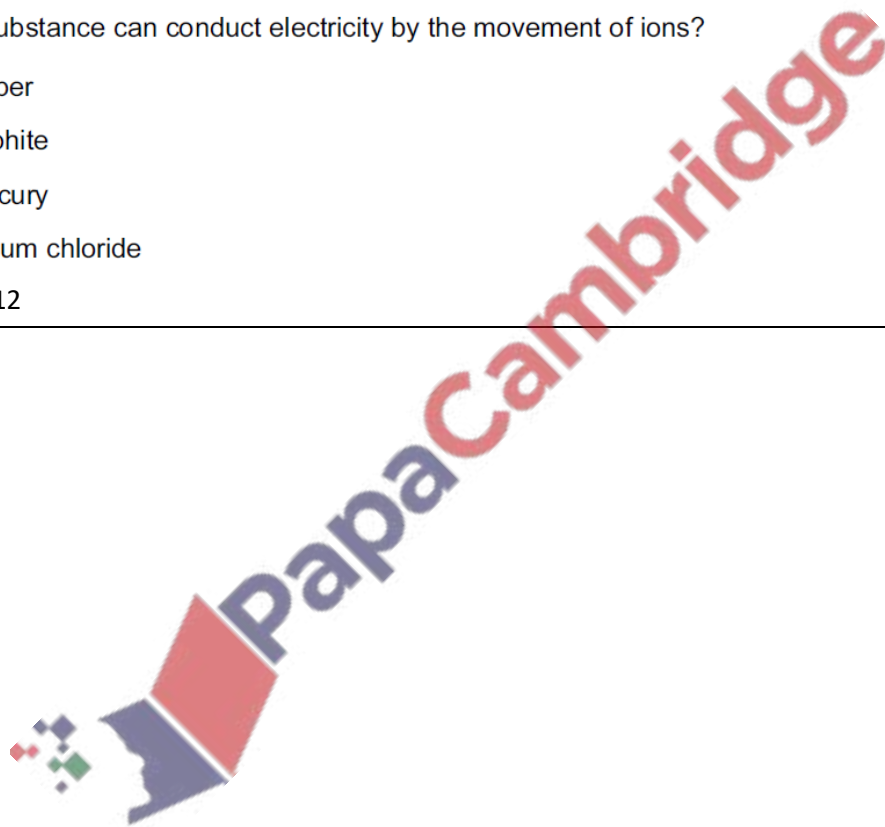 ubstance can conduct electricity by the movement of ions?
per
phite
cury
um chloride
12
PapaCambridge